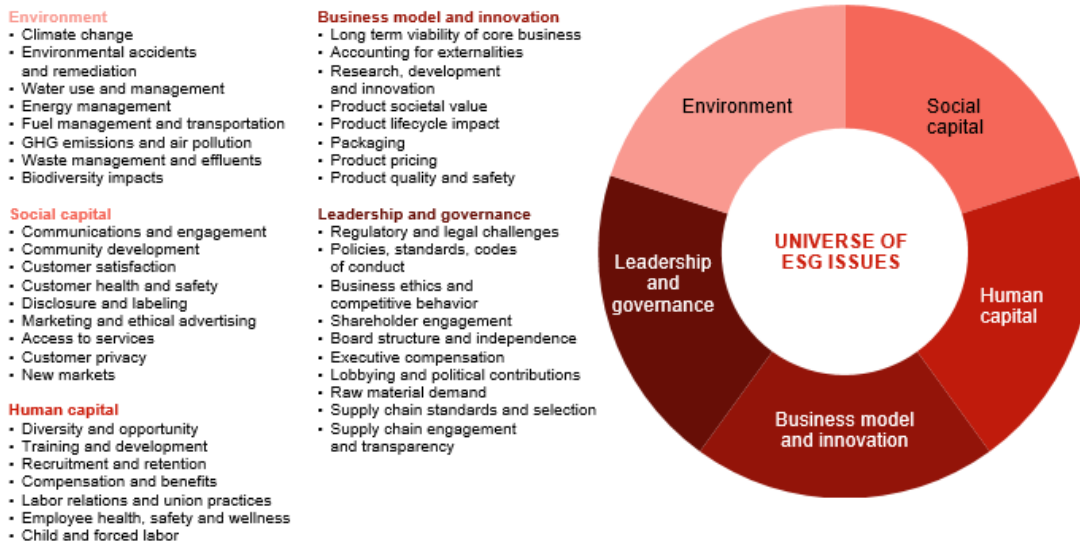 Environment
▪ Climate change
▪ Environmental accidents
and remediation
▪ Water use and management
▪ Energy management
▪ Fuel management and transportation
▪ GHG emissions and air pollution
▪ Waste management and effluents
▪ Biodiversity impacts
Social capital
▪ Communications and engagement
▪ Community development
▪ Customer satisfaction
▪ Customer health and safety
▪ Disclosure and labeling
▪ Marketing and ethical advertising
▪ Access to services
▪ Customer privacy
▪ New markets
Human capital
▪ Diversity and opportunity
▪ Training and development
▪ Recruitment and retention
▪ Compensation and benefits
▪ Labor relations and union practices
▪ Employee health, safety and wellness
▪ Child and forced labor
Business model and innovation
▪ Long term viability of core business
▪ Accounting for externalities
▪ Research, development
and innovation
▪ Product societal value
▪ Product lifecycle impact
▪ Packaging
▪ Product pricing
▪ Product quality and safety
Leadership and governance
▪ Regulatory and legal challenges
▪ Policies, standards, codes
of conduct
▪ Business ethics and
competitive behavior
▪ Shareholder engagement
▪ Board structure and independence
▪ Executive compensation
▪ Lobbying and political contributions
▪ Raw material demand
▪ Supply chain standards and selection
▪ Supply chain engagement
and transparency
Environment
Social
capital
Human
capital
Business model
and innovation
Leadership
and
governance
UNIVERSE OF
ESG ISSUES